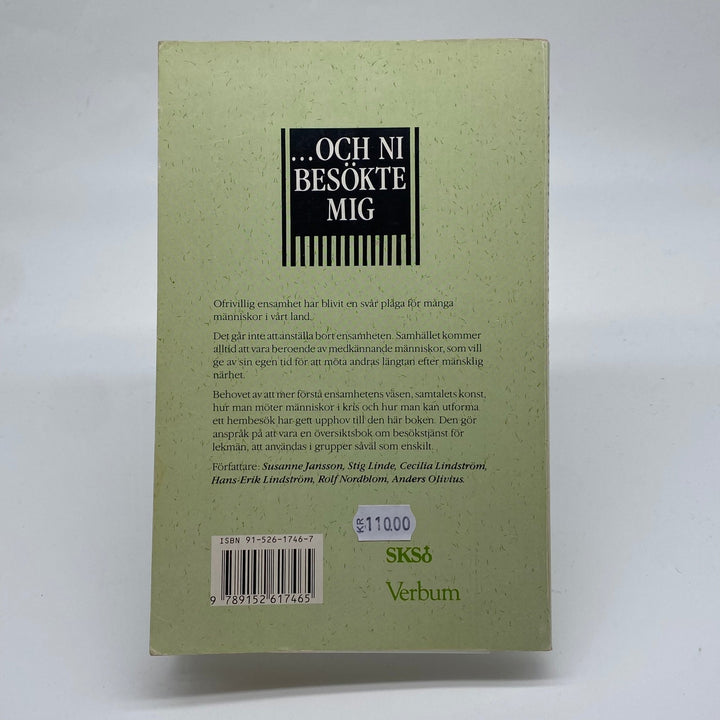 ...OCH NI
BESÖKTE
MIG
Ofrivillig ensamhet har blivit en svår plåga för många
människor i vårt land.
Det går inte att anställa bort ensamheten. Samhället kommer
alltid att vara beroende av medkännande människor, som vill
ge av sin egen tid för att möta andras längtan efter mänsklig
närhet.
Behovet av att mer förstå ensamhetens väsen, samtalets konst,
hur man möter människor i kris och hur man kan utforma
ett hembesök har gett upphov till den här boken. Den gör
anspråk på att vara en översiktsbok om besökstjänst för
lekmän, att användas i grupper såväl som enskilt.
Författare: Susanne Jansson, Stig Linde, Cecilia Lindström,
Hans-Erik Lindström, Rolf Nordblom, Anders Olivius.
KR 110.00
ISBN 91-526-1746-7
9 789152 617465
SKSö
Verbum